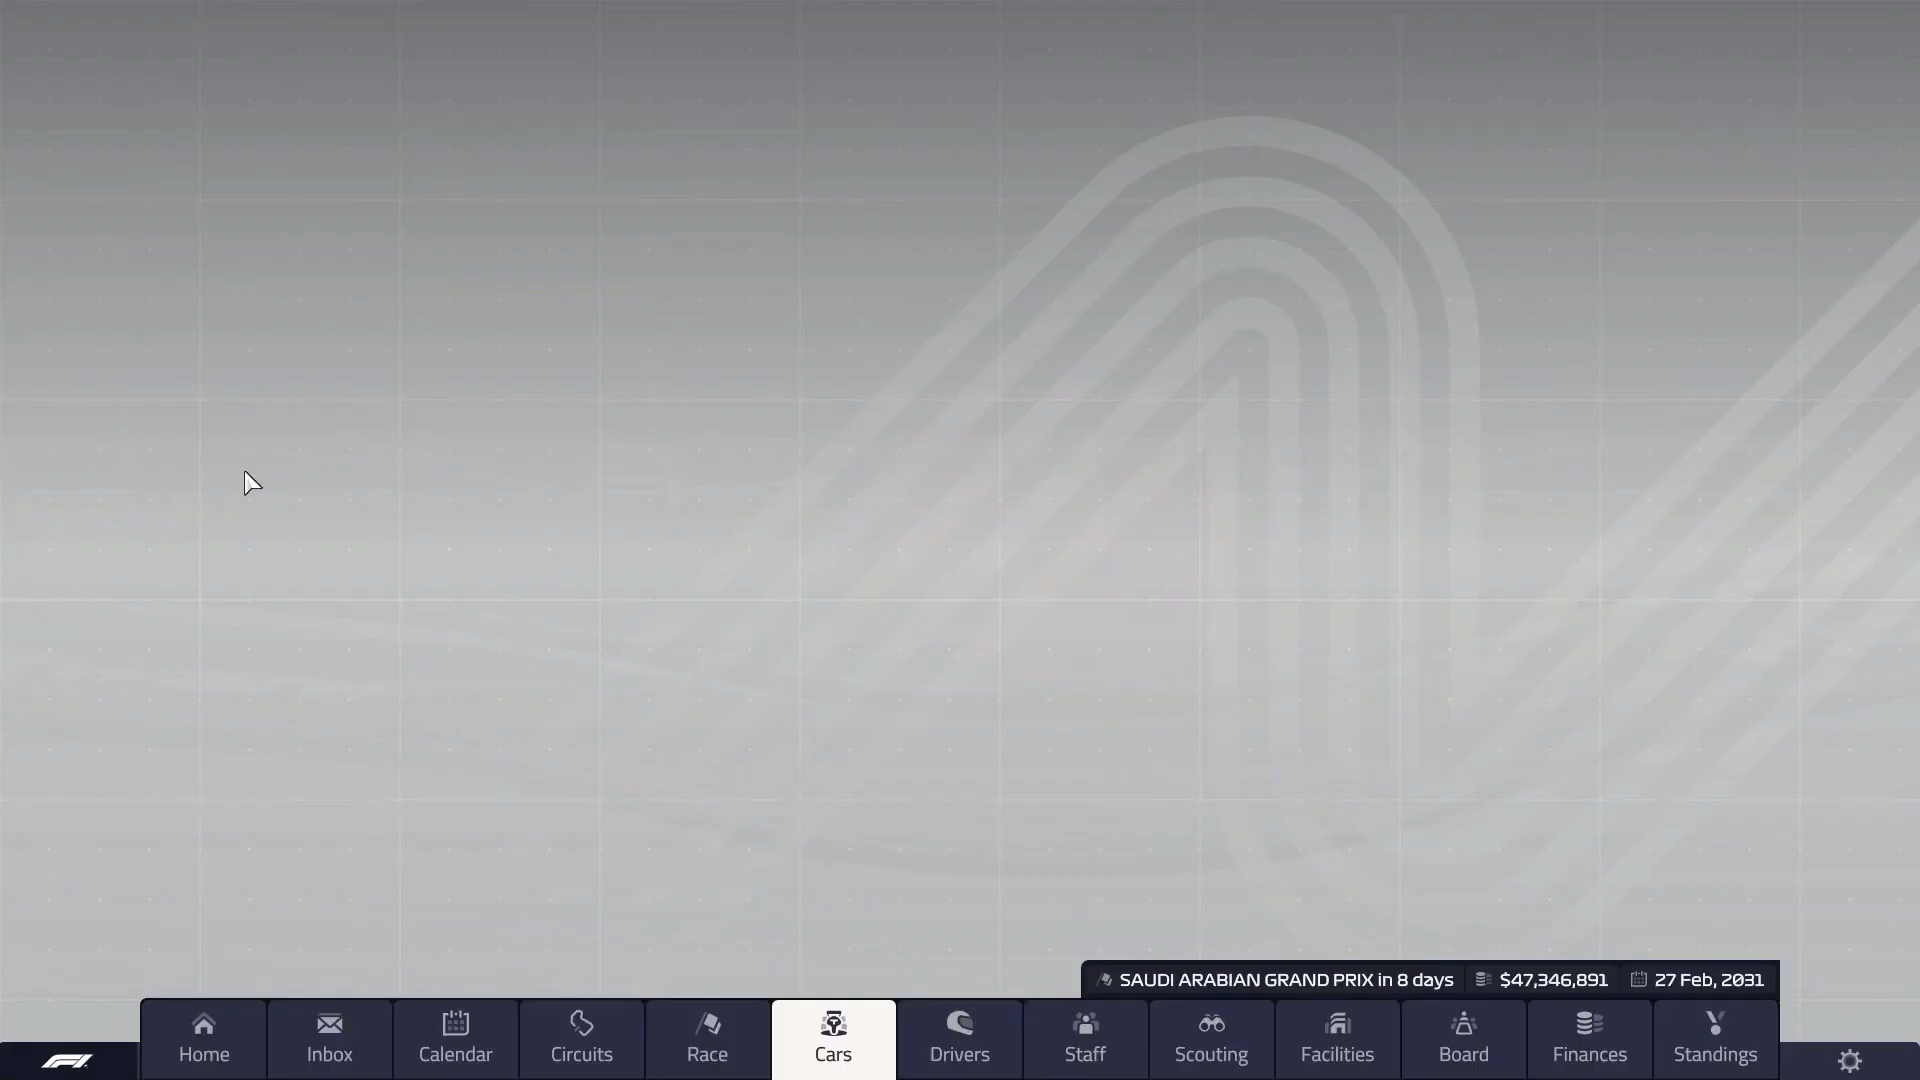 SAUDI ARABIAN GRAND PRIX in 8 days $47,346,891 27 Feb, 2031
Home Inbox Calendar Circuits Race Cars Drivers Staff Scouting Facilities Board Finances Standings